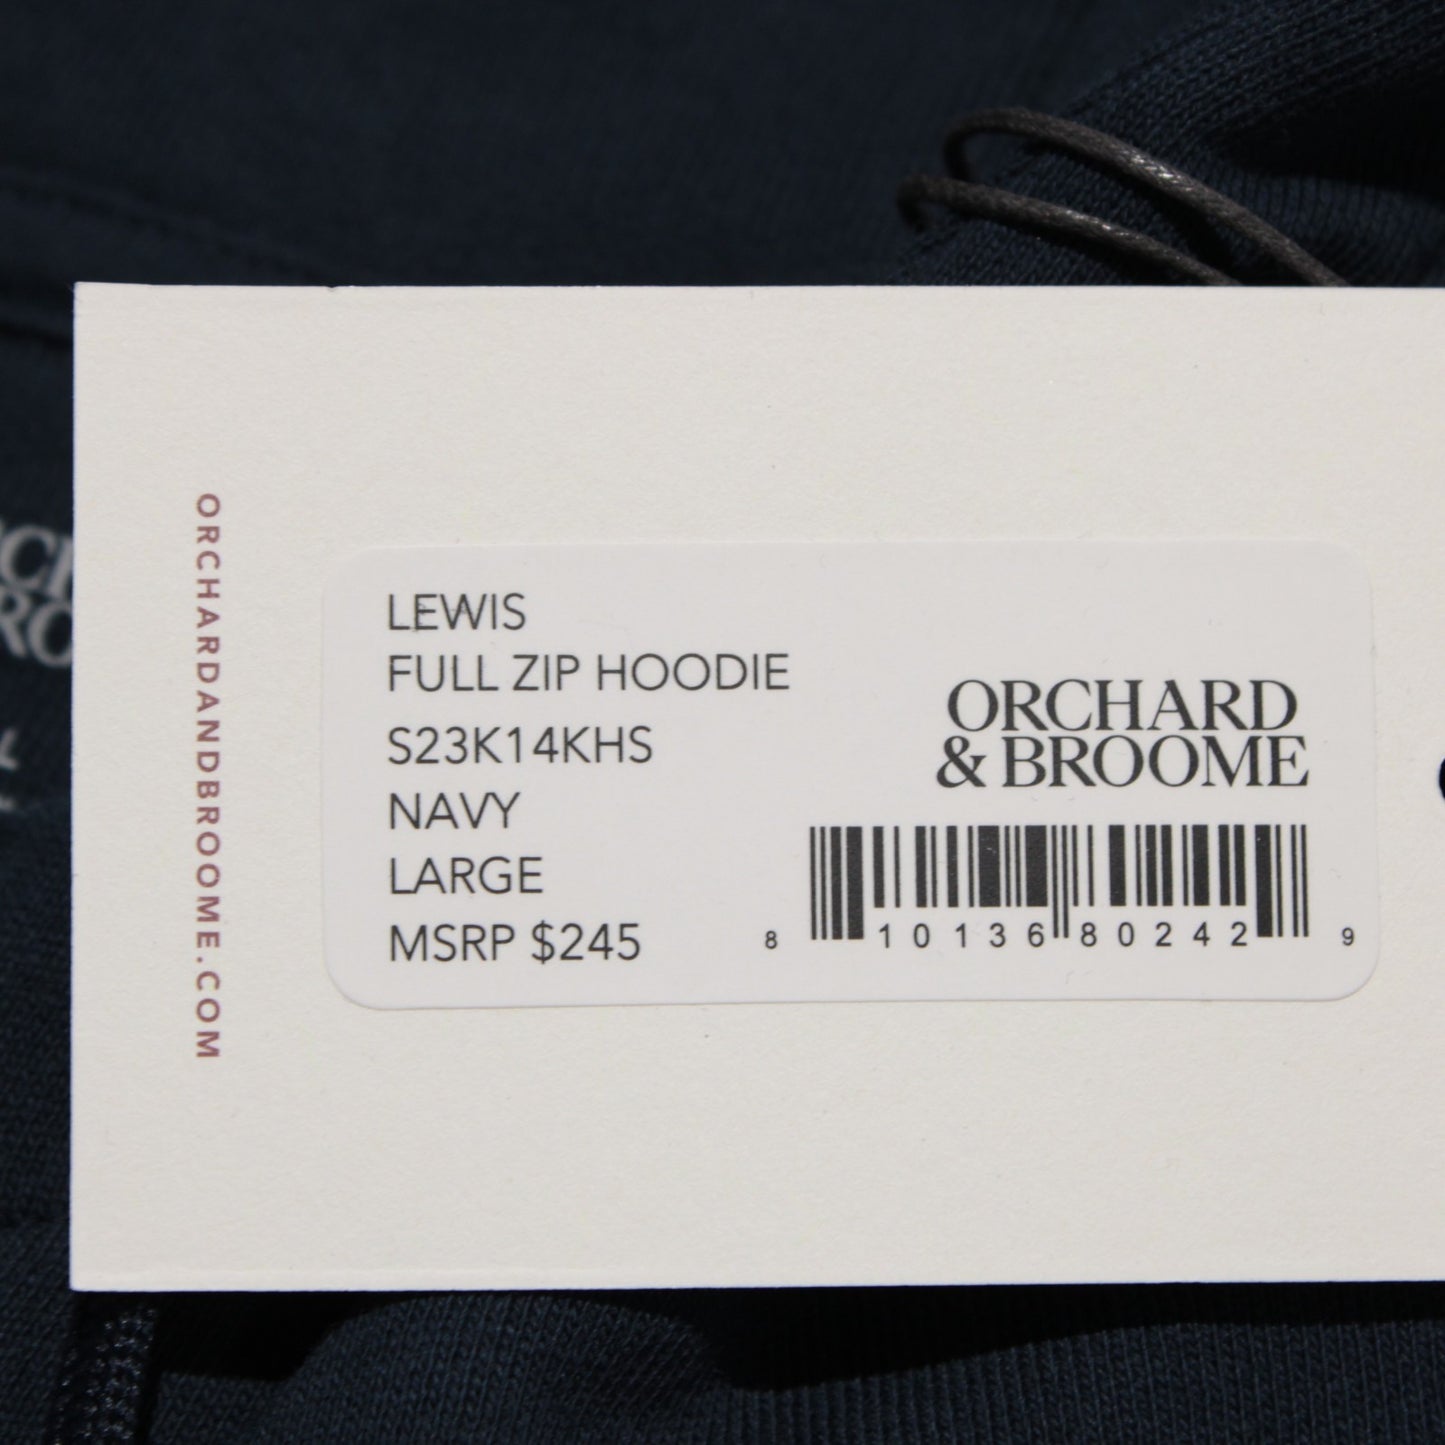 ORCHARDANDBROOME.COM
LEWIS
FULL ZIP HOODIE
S23K14KHS
NAVY
LARGE
MSRP $245
ORCHARD
& BROOME
8 10136 80242 9